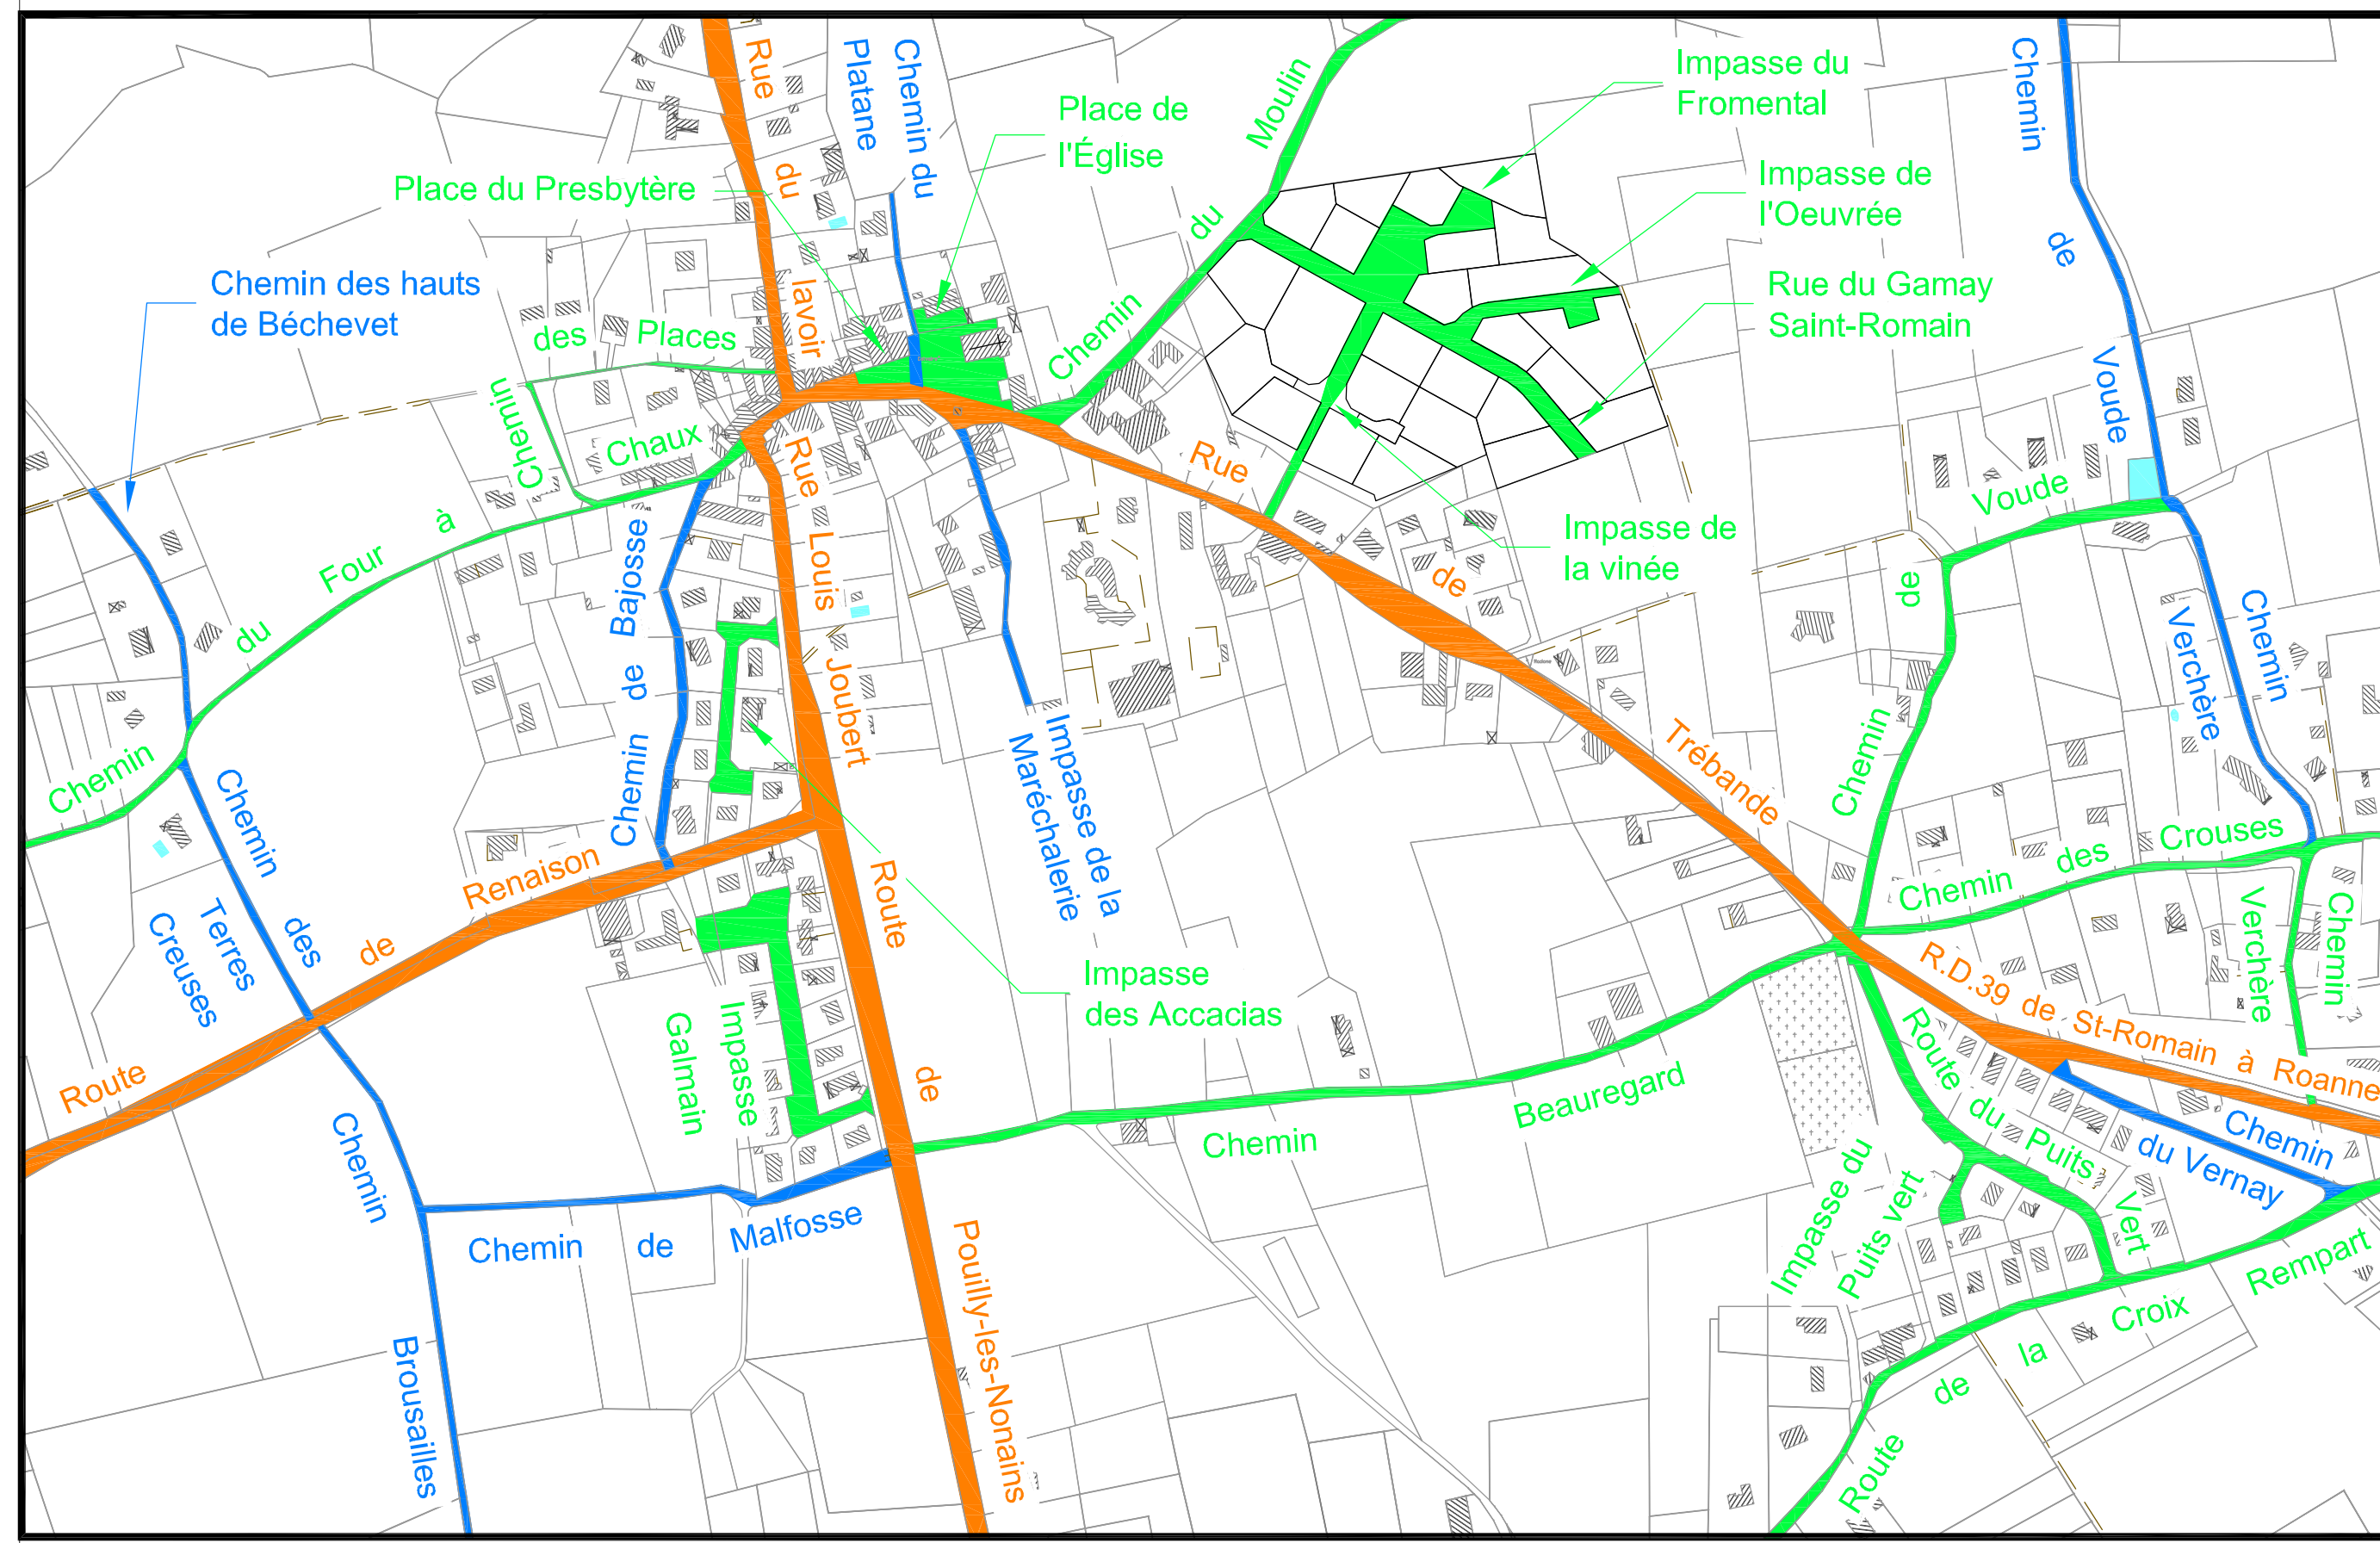 Rue du lavoir
Chemin du
Platane
Place de
l'Église
Place du Presbytère
Chemin du Moulin
Impasse du
Fromental
Impasse de
l'Oeuvrée
Rue du Gamay
Saint-Romain
Impasse de
la vinée
Chemin de Voude
Chemin des hauts
de Béchevet
Chemin des Places
Chemin du Four à Chaux
Rue Louis Joubert
Chemin de Bajosse
Rue de Trébande
Impasse de la
Maréchalerie
Chemin de Voude
Chemin
Verchère
Chemin des Crouses
Chemin
Verchère
Chemin des
Terres
Creuses
Route de Renaison
Impasse
des Accacias
Impasse
Galmain
Route de Pouilly-les-Nonains
Chemin Beauregard
R.D.39 de St-Romain à Roanne
Route du Puits Vert
Impasse du
Puits vert
Chemin
du Vernay
Chemin de Malfosse
Chemin Brousailles
Route de la Croix Rempart